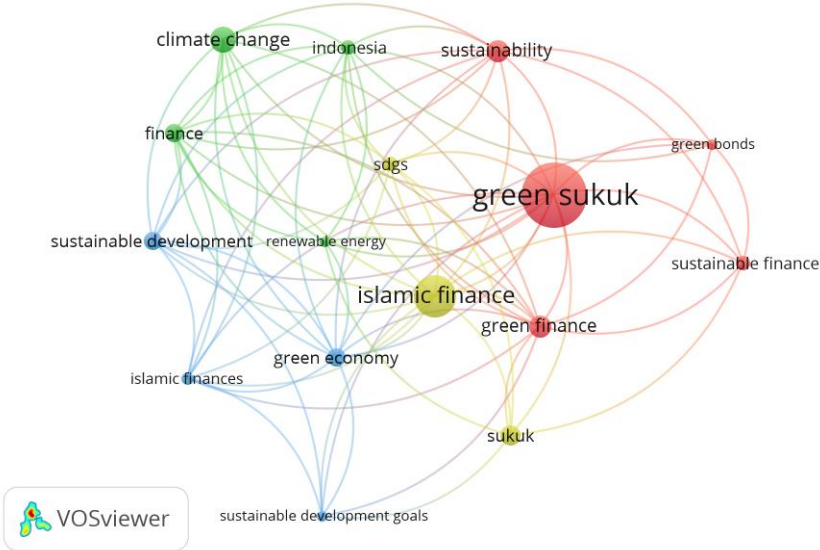 climate change
indonesia
sustainability
finance
green bonds
sdgs
green sukuk
sustainable development
renewable energy
sustainable finance
islamic finance
green finance
green economy
islamic finances
sukuk
sustainable development goals
VOSviewer